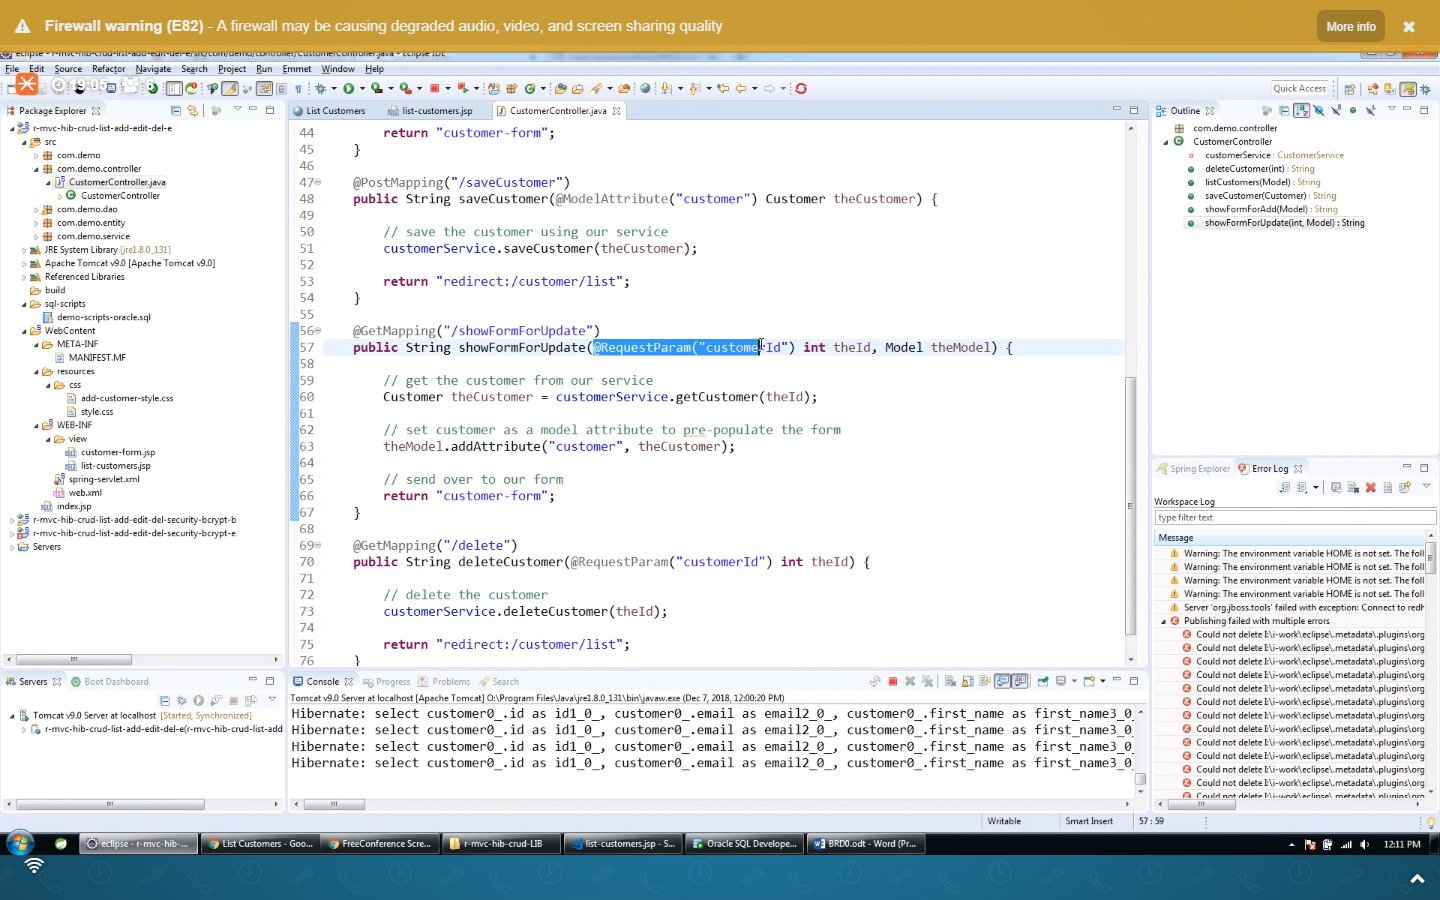 Firewall warning (E82) - A firewall may be causing degraded audio, video, and screen sharing quality
More info
eclipse - r-mvc-hib-crud-list-add-edit-del-e/src/com/demo/controller/CustomerController.java - Eclipse IDE
File Edit Source Refactor Navigate Search Project Run Emmet Window Help
19:05
6
Quick Access
Package Explorer
List Customers
list-customers.jsp
CustomerController.java
Outline
r-mvc-hib-crud-list-add-edit-del-e
src
com.demo
com.demo.controller
CustomerController.java
CustomerController
com.demo.dao
com.demo.entity
com.demo.service
JRE System Library [jre1.8.0_131]
Apache Tomcat v9.0 [Apache Tomcat v9.0]
Referenced Libraries
build
sql-scripts
demo-scripts-oracle.sql
WebContent
META-INF
MANIFEST.MF
resources
css
add-customer-style.css
style.css
WEB-INF
view
customer-form.jsp
list-customers.jsp
spring-servlet.xml
web.xml
index.jsp
r-mvc-hib-crud-list-add-edit-del-security-bcrypt-b
r-mvc-hib-crud-list-add-edit-del-security-bcrypt-e
Servers
44 return "customer-form";
45 }
46
47 @PostMapping("/saveCustomer")
48 public String saveCustomer(@ModelAttribute("customer") Customer theCustomer) {
49
50 // save the customer using our service
51 customerService.saveCustomer(theCustomer);
52
53 return "redirect:/customer/list";
54 }
55
56 @GetMapping("/showFormForUpdate")
57 public String showFormForUpdate(@RequestParam("customerId") int theId, Model theModel) {
58
59 // get the customer from our service
60 Customer theCustomer = customerService.getCustomer(theId);
61
62 // set customer as a model attribute to pre-populate the form
63 theModel.addAttribute("customer", theCustomer);
64
65 // send over to our form
66 return "customer-form";
67 }
68
69 @GetMapping("/delete")
70 public String deleteCustomer(@RequestParam("customerId") int theId) {
71
72 // delete the customer
73 customerService.deleteCustomer(theId);
74
75 return "redirect:/customer/list";
76 }
com.demo.controller
CustomerController
customerService : CustomerService
deleteCustomer(int) : String
listCustomers(Model) : String
saveCustomer(Customer) : String
showFormForAdd(Model) : String
showFormForUpdate(int, Model) : String
Spring Explorer
Error Log
Workspace Log
type filter text
Message
Warning: The environment variable HOME is not set. The foll
Warning: The environment variable HOME is not set. The foll
Warning: The environment variable HOME is not set. The foll
Warning: The environment variable HOME is not set. The foll
Server 'org.jboss.tools' failed with exception: Connect to redh
Publishing failed with multiple errors
Could not delete I:\i-work\eclipse\.metadata\.plugins\org
Could not delete I:\i-work\eclipse\.metadata\.plugins\org
Could not delete I:\i-work\eclipse\.metadata\.plugins\org
Could not delete I:\i-work\eclipse\.metadata\.plugins\org
Could not delete I:\i-work\eclipse\.metadata\.plugins\org
Could not delete I:\i-work\eclipse\.metadata\.plugins\org
Could not delete I:\i-work\eclipse\.metadata\.plugins\org
Could not delete I:\i-work\eclipse\.metadata\.plugins\org
Could not delete I:\i-work\eclipse\.metadata\.plugins\org
Could not delete I:\i-work\eclipse\.metadata\.plugins\org
Could not delete I:\i-work\eclipse\.metadata\.plugins\org
Could not delete I:\i-work\eclipse\.metadata\.plugins\org
Could not delete I:\i-work\eclipse\.metadata\.plugins\org
Servers
Boot Dashboard
Tomcat v9.0 Server at localhost [Started, Synchronized]
r-mvc-hib-crud-list-add-edit-del-e(r-mvc-hib-crud-list-add
Console
Progress
Problems
Search
Tomcat v9.0 Server at localhost [Apache Tomcat] O:\Program Files\Java\jre1.8.0_131\bin\javaw.exe (Dec 7, 2018, 12:00:20 PM)
Hibernate: select customer0_.id as id1_0_, customer0_.email as email2_0_, customer0_.first_name as first_name3_0_
Hibernate: select customer0_.id as id1_0_, customer0_.email as email2_0_, customer0_.first_name as first_name3_0_
Hibernate: select customer0_.id as id1_0_, customer0_.email as email2_0_, customer0_.first_name as first_name3_0_
Hibernate: select customer0_.id as id1_0_, customer0_.email as email2_0_, customer0_.first_name as first_name3_0_
Writable
Smart Insert
57 : 59
eclipse - r-mvc-hib-...
List Customers - Goo...
FreeConference Scre...
r-mvc-hib-crud-LIB
list-customers.jsp - S...
Oracle SQL Develope...
BRD0.odt - Word (Pr...
12:11 PM